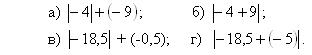 а) |−4|+(−9);   б) |−4+9|;
в) |−18,5| + (-0,5);   г) |−18,5+(−5)|.